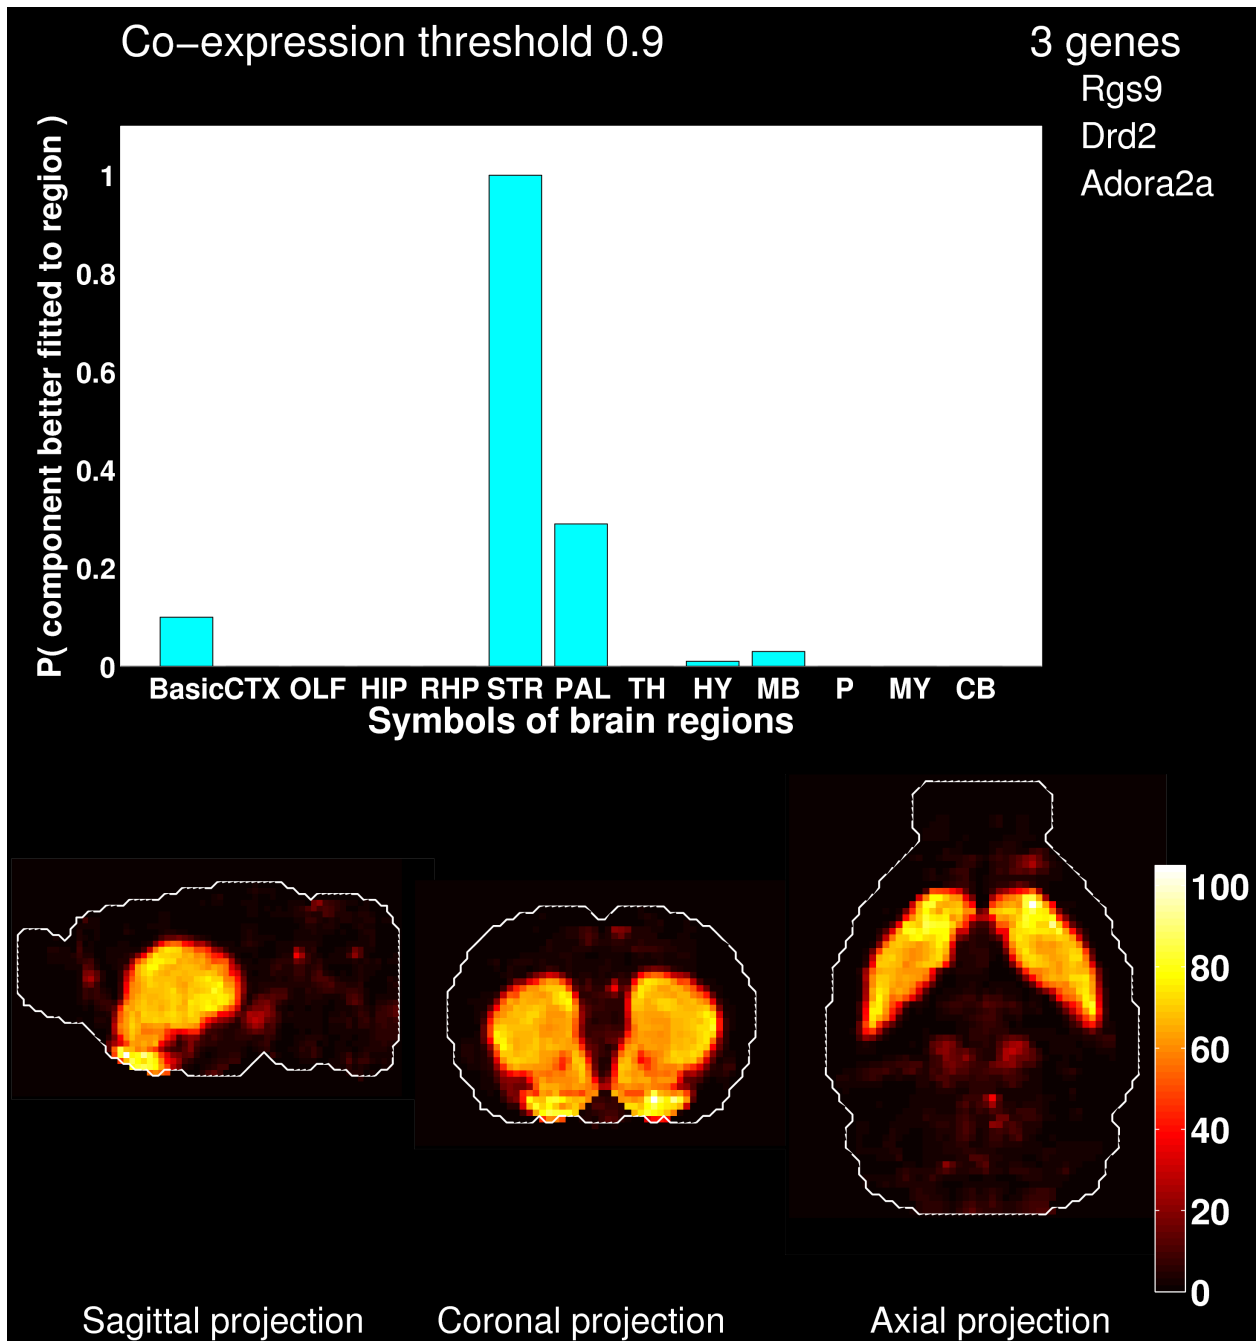 Co−expression threshold 0.9
3 genes
Rgs9
Drd2
Adora2a
P( component better fitted to region )
1
0.8
0.6
0.4
0.2
0
Basic CTX OLF HIP RHP STR PAL TH HY MB P MY CB
Symbols of brain regions
100
80
60
40
20
0
Sagittal projection
Coronal projection
Axial projection